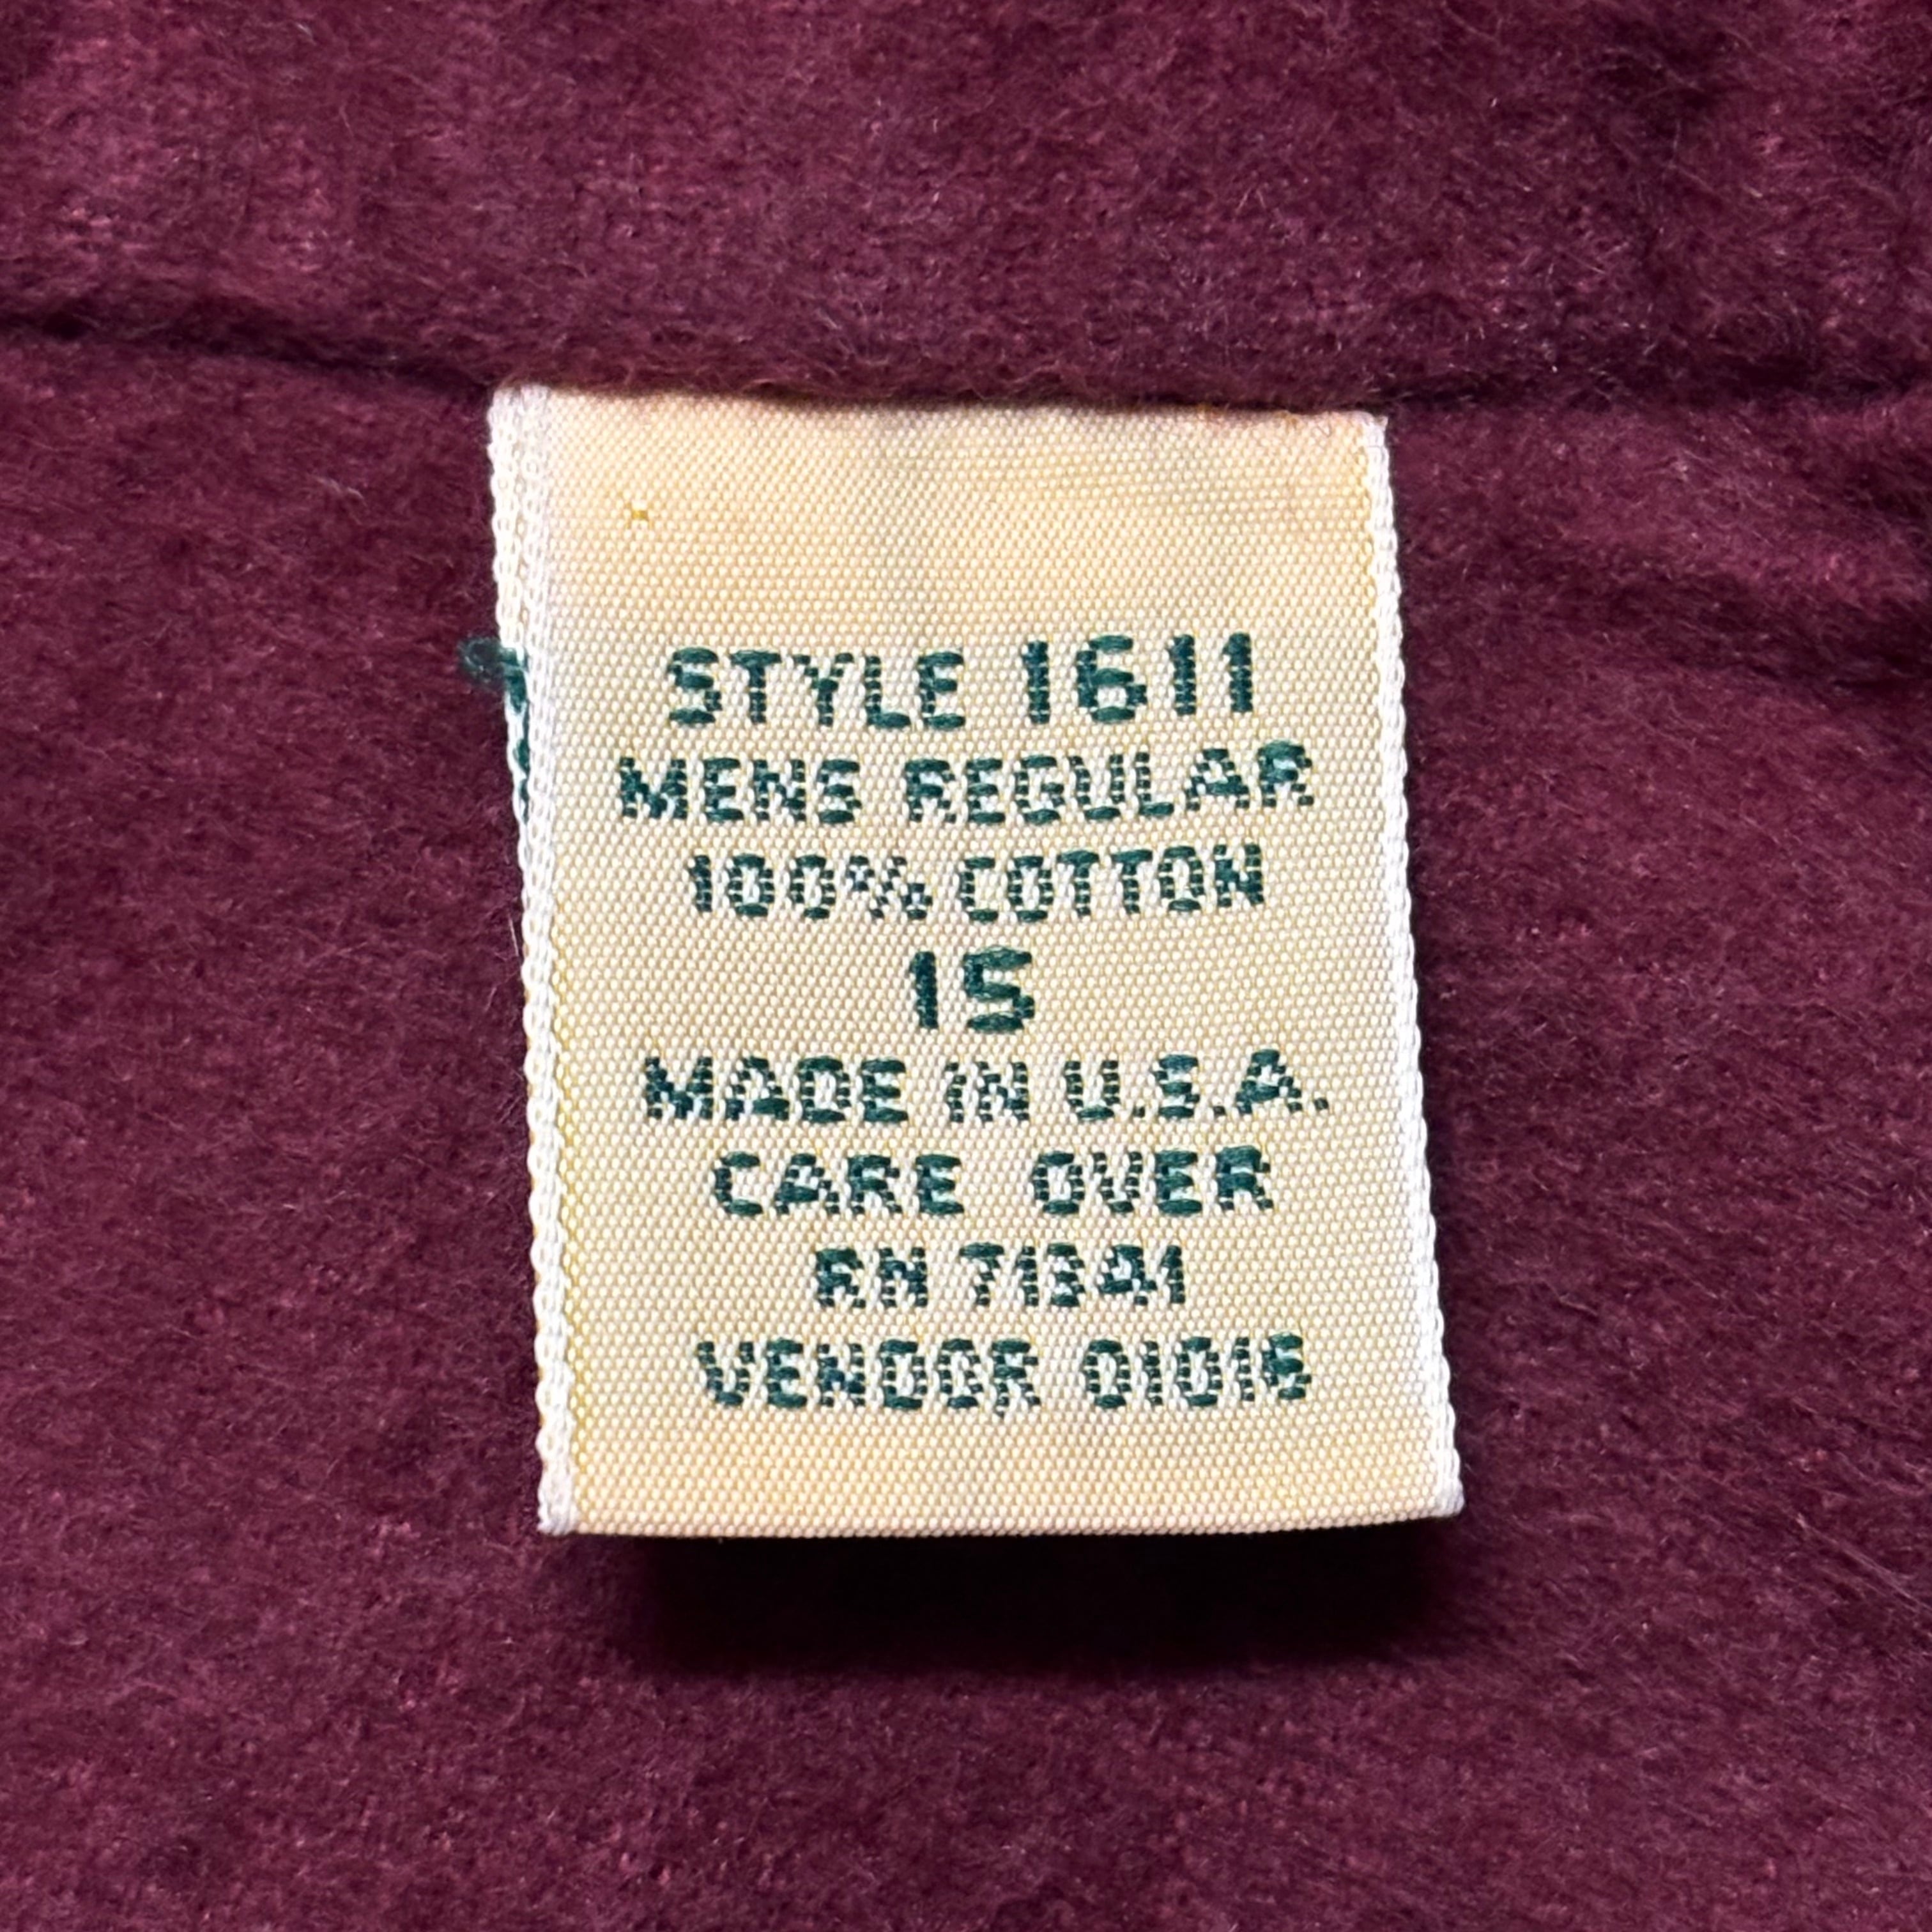 STYLE 1611
MENS REGULAR
100% COTTON
15
MADE IN U.S.A.
CARE OVER
RN 71341
VENDOR 01016